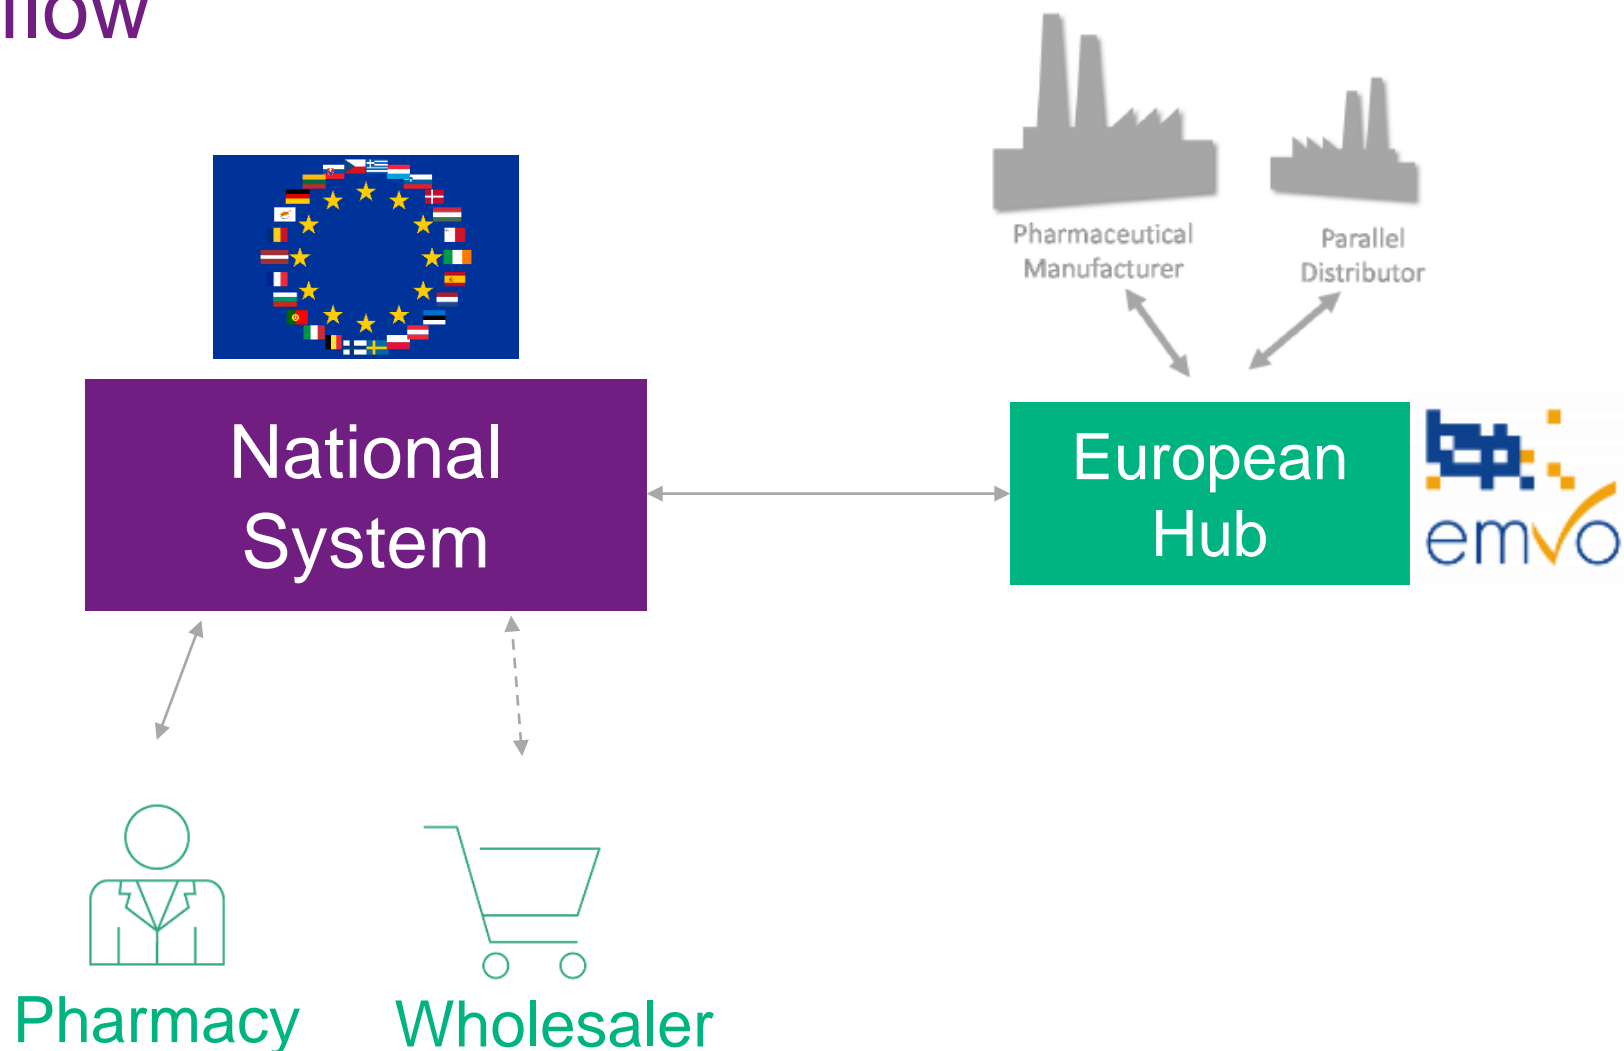 flow
Pharmaceutical
Manufacturer
Parallel
Distributor
National
System
European
Hub
emvo
Pharmacy
Wholesaler